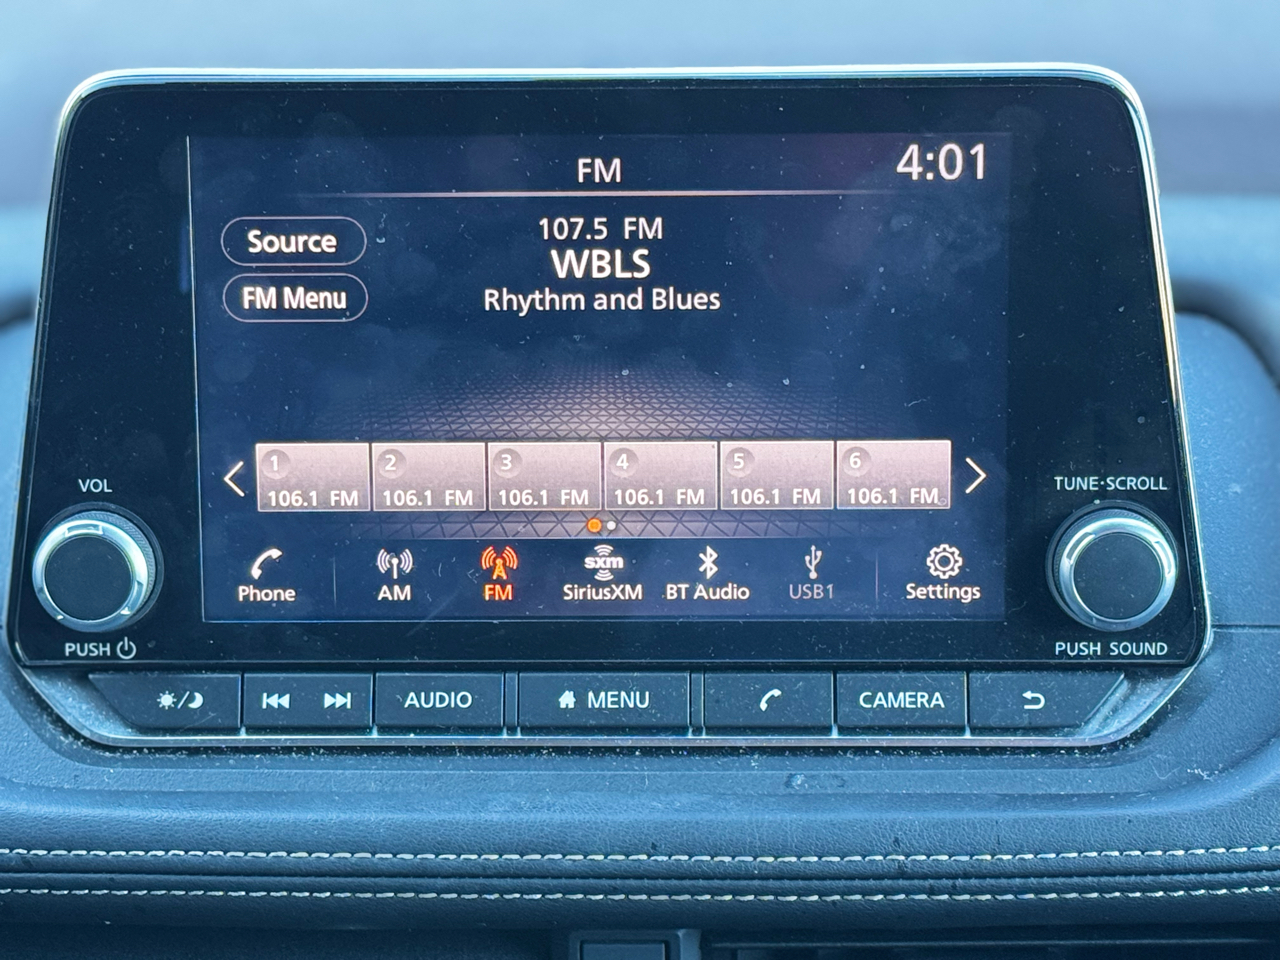 FM
4:01
107.5 FM
Source
WBLS
FM Menu
Rhythm and Blues
1 2 3 4 5 6
106.1 FM 106.1 FM 106.1 FM 106.1 FM 106.1 FM 106.1 FM
VOL
TUNE·SCROLL
sxm
Phone AM FM SiriusXM BT Audio USB1 Settings
PUSH
PUSH SOUND
AUDIO MENU CAMERA